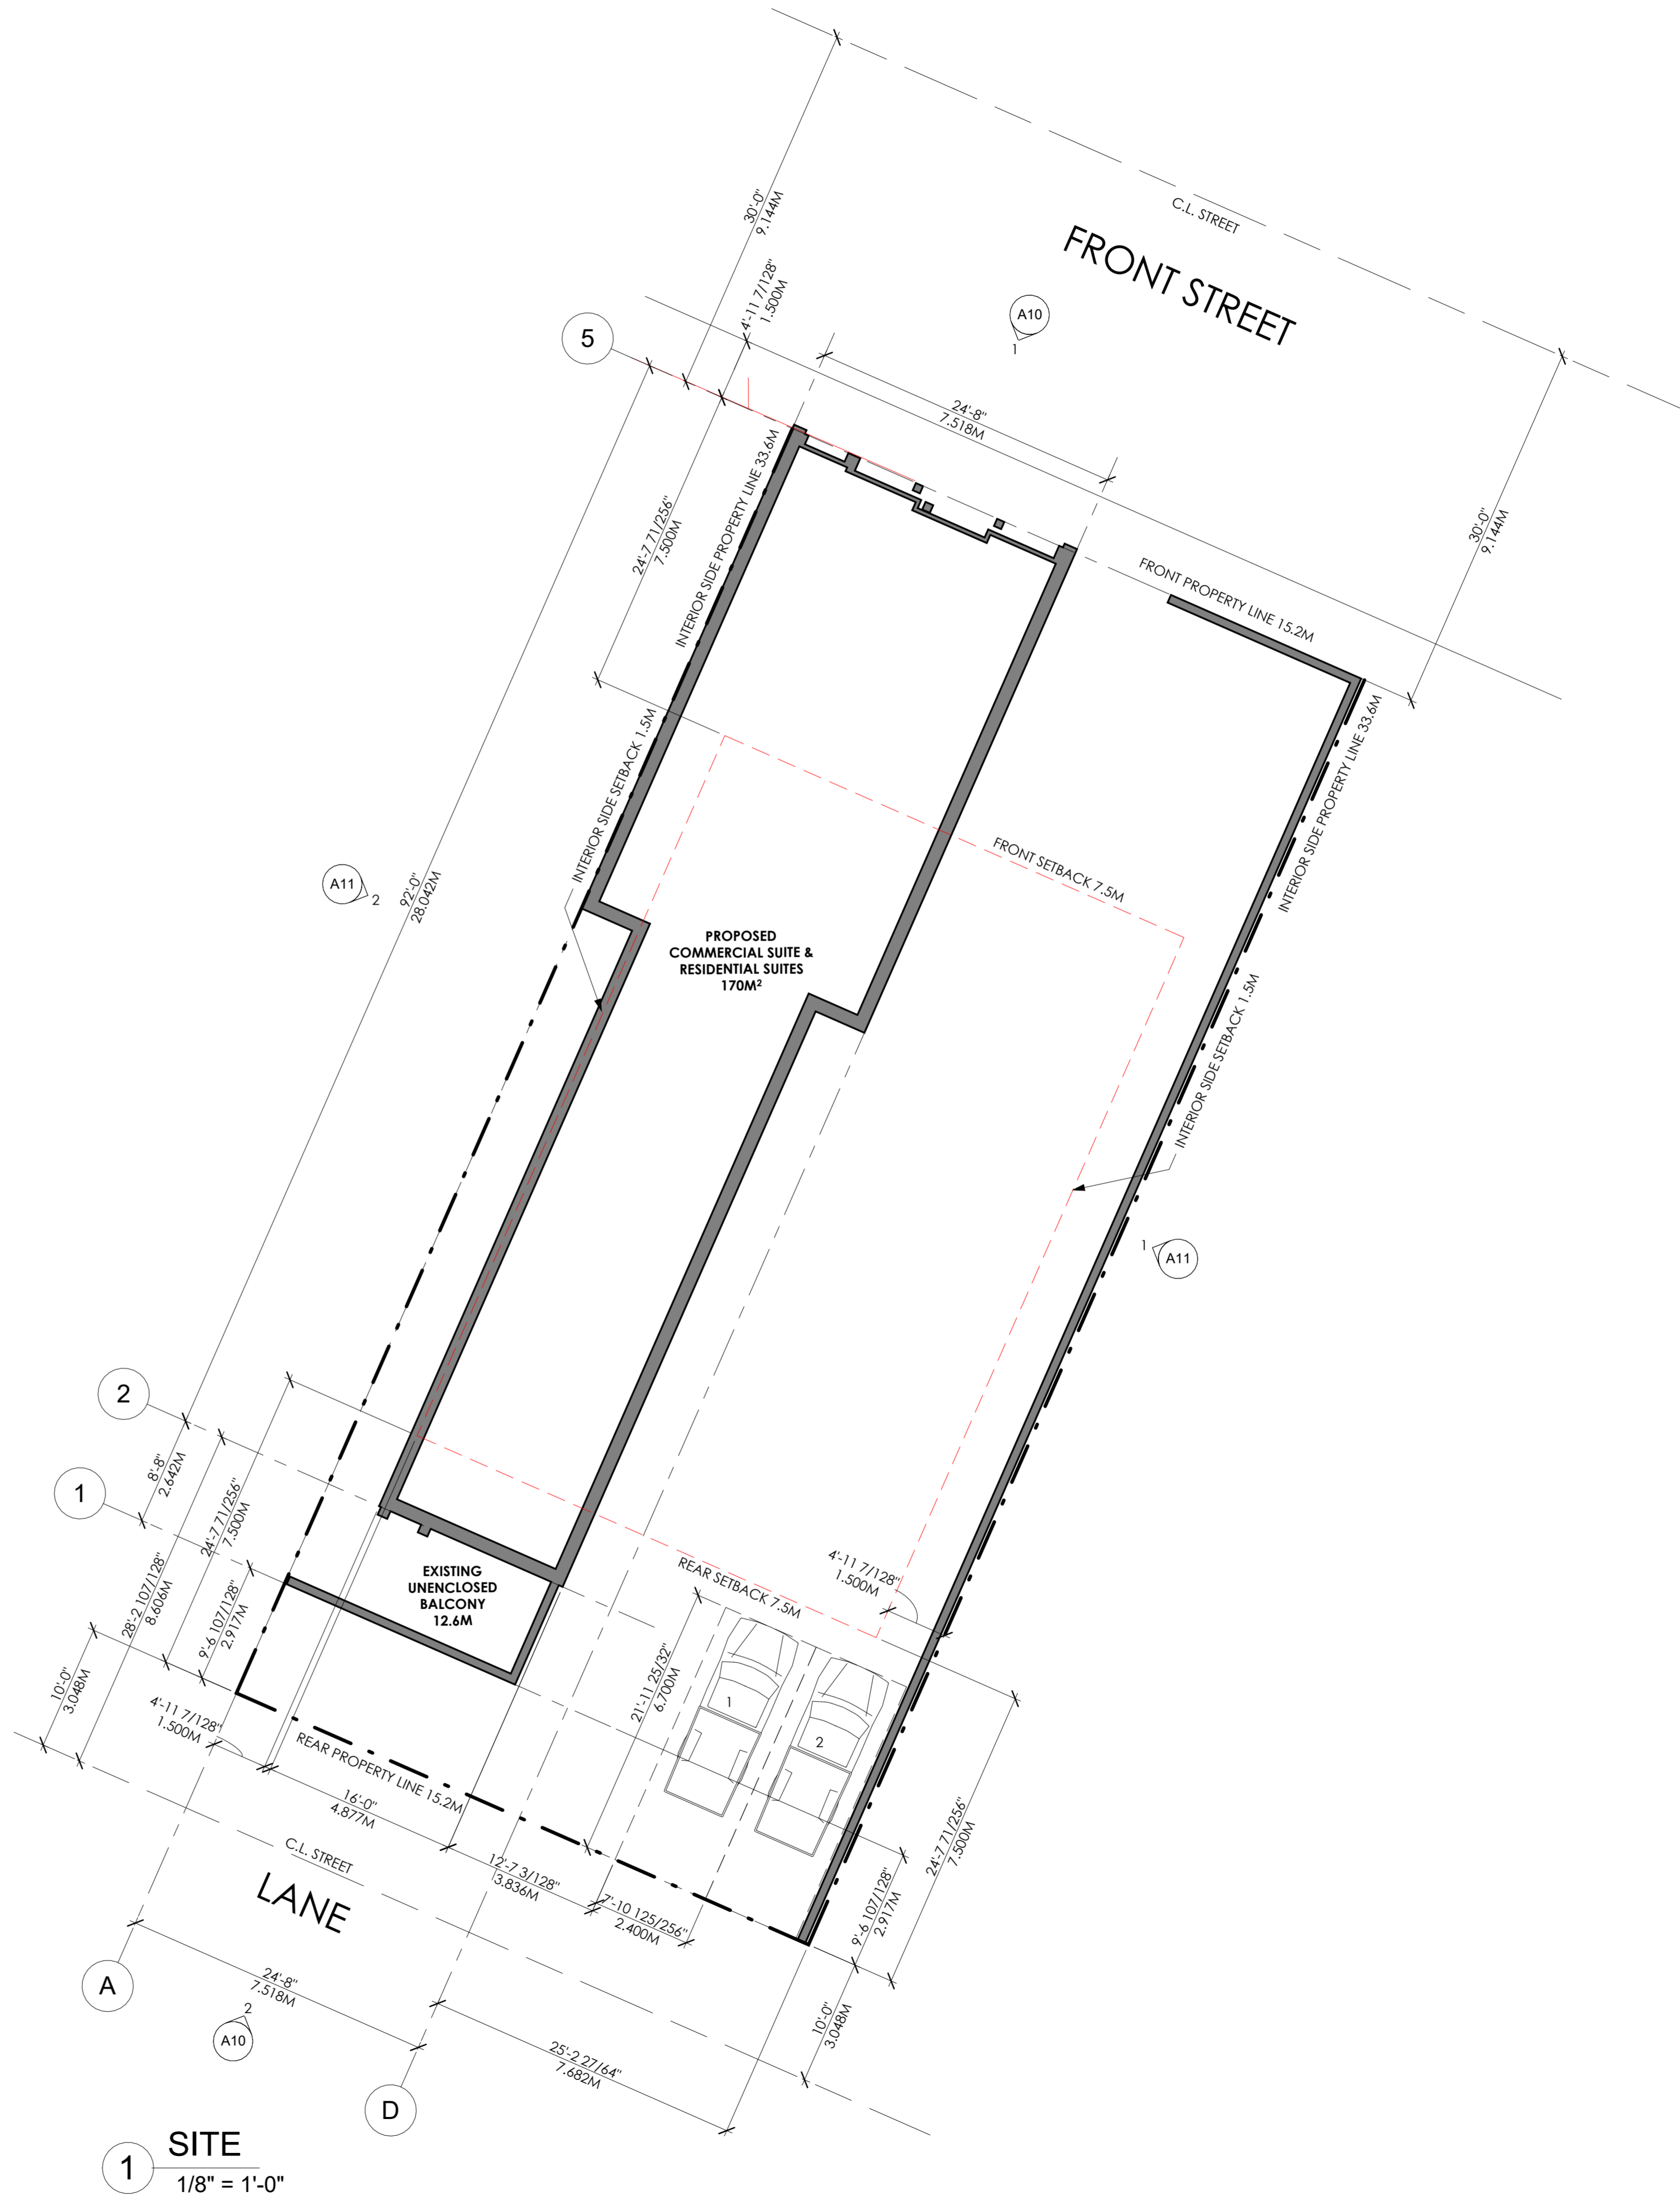 C.L. STREET
FRONT STREET
30'-0"
9.144M
4'-11 7/128"
1.500M
A10
1
5
24'-8"
7.518M
INTERIOR SIDE PROPERTY LINE 33.6M
24'-7 71/256"
7.500M
30'-0"
9.144M
FRONT PROPERTY LINE 15.2M
INTERIOR SIDE SETBACK 1.5M
INTERIOR SIDE PROPERTY LINE 33.6M
FRONT SETBACK 7.5M
A11
2
92'-0"
28.042M
PROPOSED
COMMERCIAL SUITE &
RESIDENTIAL SUITES
170M²
INTERIOR SIDE SETBACK 1.5M
1
A11
2
8'-8"
2.642M
1
24'-7 71/256"
7.500M
28'-2 107/128"
8.606M
9'-6 107/128"
2.917M
10'-0"
3.048M
4'-11 7/128"
1.500M
EXISTING
UNENCLOSED
BALCONY
12.6M
REAR SETBACK 7.5M
4'-11 7/128"
1.500M
21'-11 25/32"
6.700M
1
2
REAR PROPERTY LINE 15.2M
16'-0"
4.877M
C.L. STREET
LANE
12'-7 3/128"
3.836M
7'-10 125/256"
2.400M
24'-7 71/256"
7.500M
9'-6 107/128"
2.917M
10'-0"
3.048M
A
24'-8"
7.518M
2
A10
25'-2 27/64"
7.682M
D
1
SITE
1/8" = 1'-0"